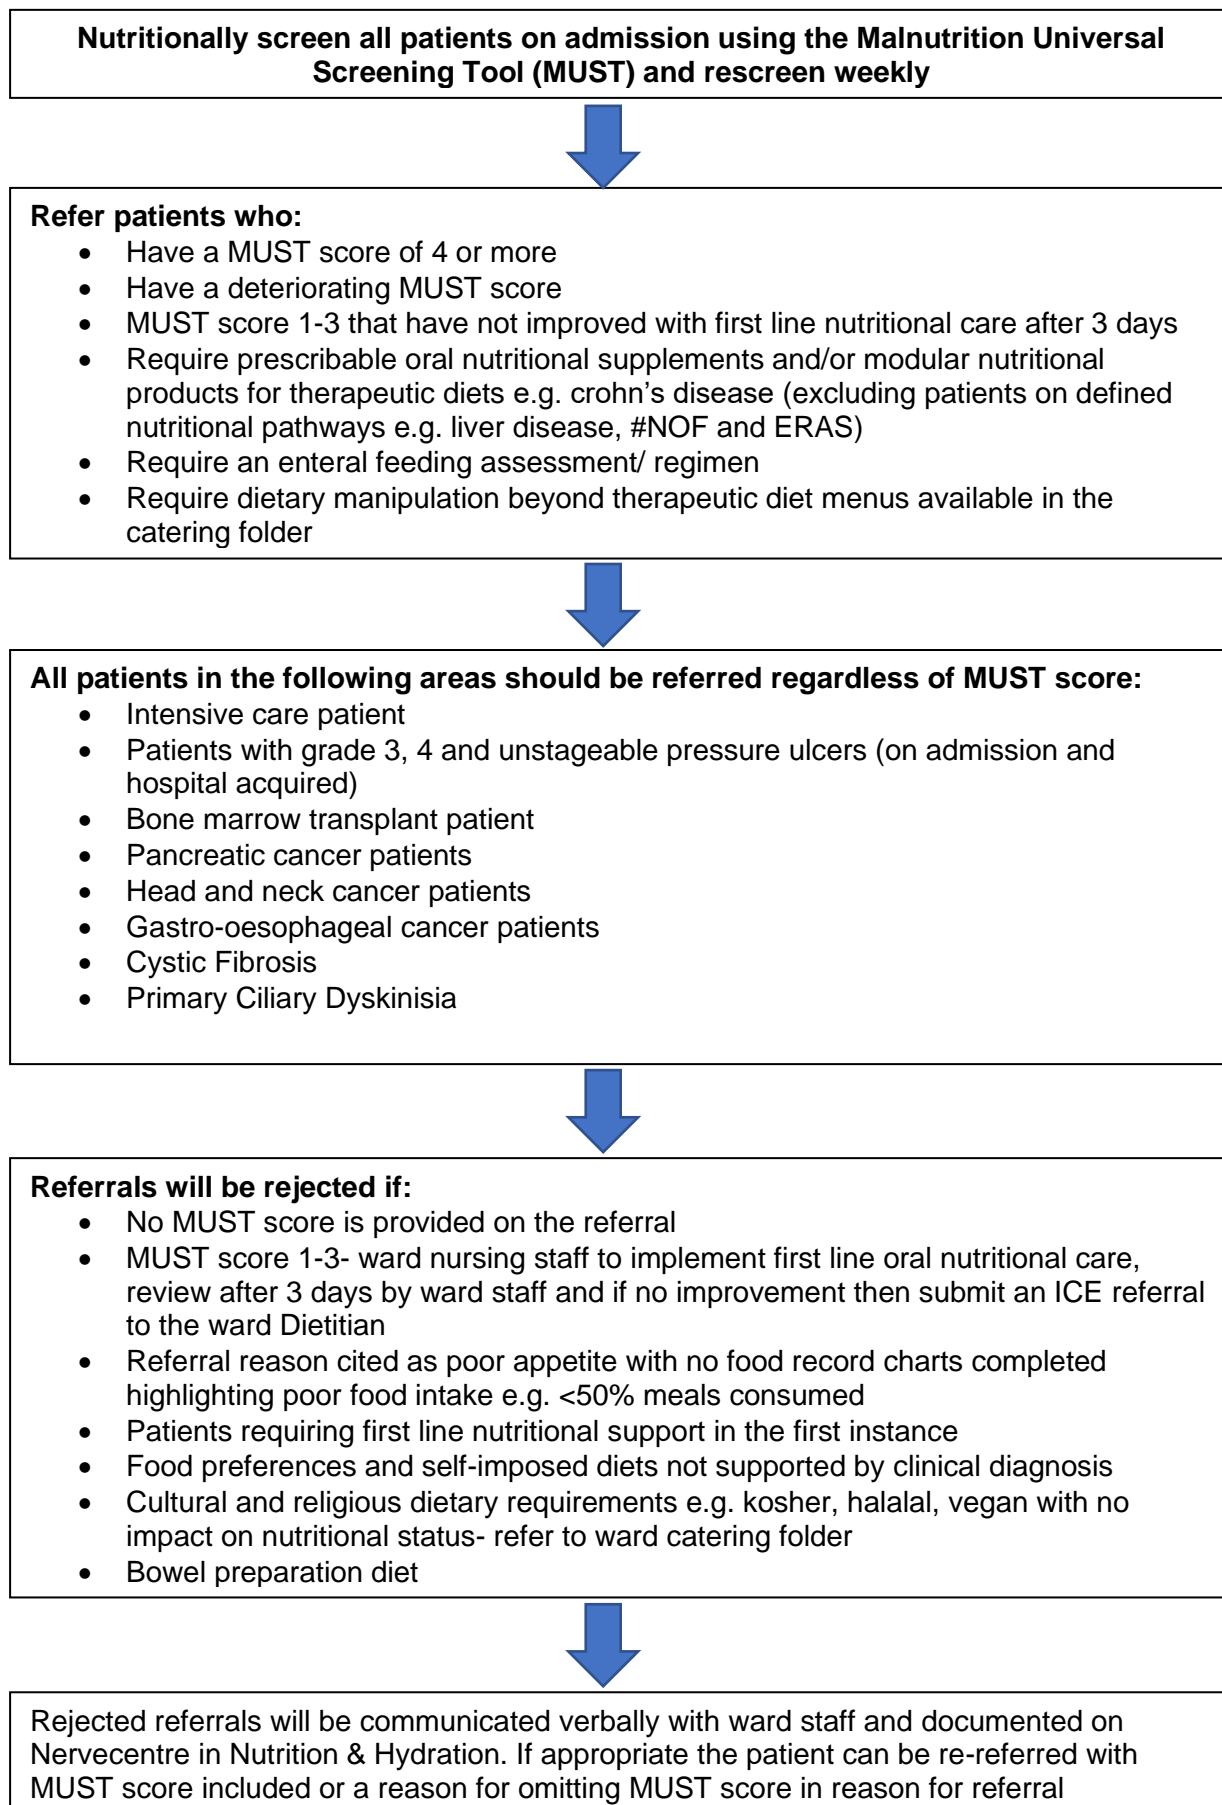 Nutritionally screen all patients on admission using the Malnutrition Universal
Screening Tool (MUST) and rescreen weekly
Refer patients who:
• Have a MUST score of 4 or more
• Have a deteriorating MUST score
• MUST score 1-3 that have not improved with first line nutritional care after 3 days
• Require prescribable oral nutritional supplements and/or modular nutritional
products for therapeutic diets e.g. crohn’s disease (excluding patients on defined
nutritional pathways e.g. liver disease, #NOF and ERAS)
• Require an enteral feeding assessment/ regimen
• Require dietary manipulation beyond therapeutic diet menus available in the
catering folder
All patients in the following areas should be referred regardless of MUST score:
• Intensive care patient
• Patients with grade 3, 4 and unstageable pressure ulcers (on admission and
hospital acquired)
• Bone marrow transplant patient
• Pancreatic cancer patients
• Head and neck cancer patients
• Gastro-oesophageal cancer patients
• Cystic Fibrosis
• Primary Ciliary Dyskinisia
Referrals will be rejected if:
• No MUST score is provided on the referral
• MUST score 1-3- ward nursing staff to implement first line oral nutritional care,
review after 3 days by ward staff and if no improvement then submit an ICE referral
to the ward Dietitian
• Referral reason cited as poor appetite with no food record charts completed
highlighting poor food intake e.g. <50% meals consumed
• Patients requiring first line nutritional support in the first instance
• Food preferences and self-imposed diets not supported by clinical diagnosis
• Cultural and religious dietary requirements e.g. kosher, halalal, vegan with no
impact on nutritional status- refer to ward catering folder
• Bowel preparation diet
Rejected referrals will be communicated verbally with ward staff and documented on
Nervecentre in Nutrition & Hydration. If appropriate the patient can be re-referred with
MUST score included or a reason for omitting MUST score in reason for referral